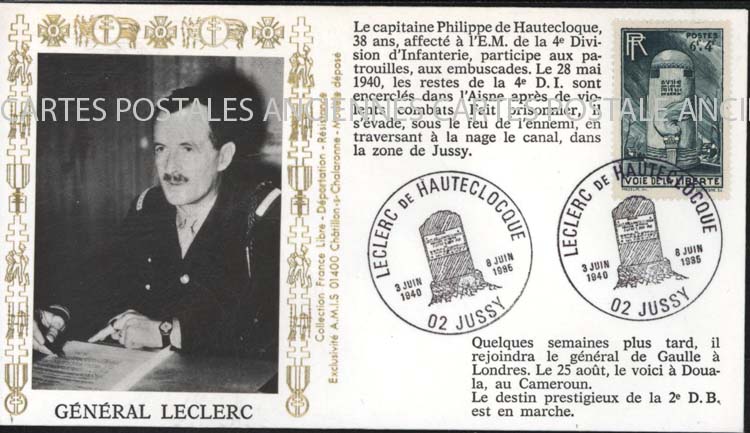 Le capitaine Philippe de Hautecloque,
38 ans, affecté à l'E.M. de la 4e Divi-
sion d'Infanterie, participe aux pa-
trouilles, aux embuscades. Le 28 mai
1940, les restes de la 4e D.I. sont
encerclés dans l'Aisne après de vio-
lents combats. Fait prisonnier, il
s'évade, sous le feu de l'ennemi, en
traversant à la nage le canal, dans
la zone de Jussy.
RF
POSTES
6f+4f
VOIE DE LA LIBERTÉ
CARTES POSTALES ANCIENNES CARTES POSTALE ANCIEN
Collection France Libre - Déportation - Résistance
Exclusivité A.M.I.S 01400 Châtillon-s-Chalaronne - Marque déposé
LECLERC DE HAUTECLOCQUE
3 JUIN
1940
8 JUIN
1985
02 JUSSY
LECLERC DE HAUTECLOCQUE
3 JUIN
1940
8 JUIN
1985
02 JUSSY
Quelques semaines plus tard, il
rejoindra le général de Gaulle à
Londres. Le 25 août, le voici à Doua-
la, au Cameroun.
Le destin prestigieux de la 2e D.B.
est en marche.
GÉNÉRAL LECLERC